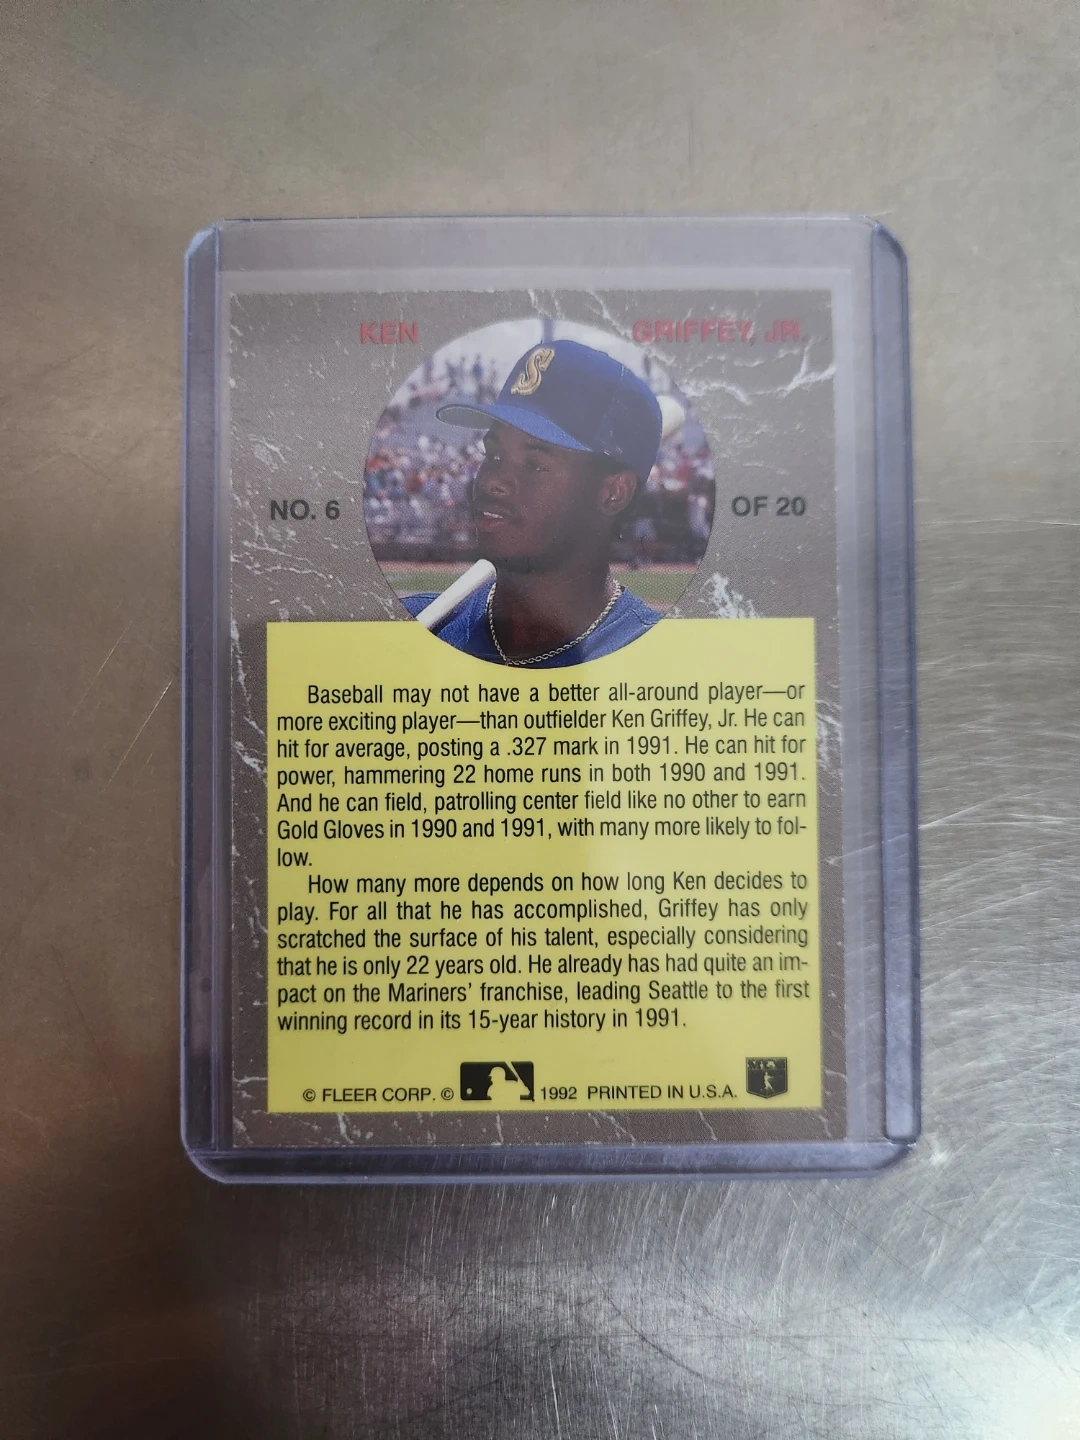 KEN GRIFFEY, JR.
S
NO. 6 OF 20
Baseball may not have a better all-around player—or
more exciting player—than outfielder Ken Griffey, Jr. He can
hit for average, posting a .327 mark in 1991. He can hit for
power, hammering 22 home runs in both 1990 and 1991.
And he can field, patrolling center field like no other to earn
Gold Gloves in 1990 and 1991, with many more likely to fol-
low.
How many more depends on how long Ken decides to
play. For all that he has accomplished, Griffey has only
scratched the surface of his talent, especially considering
that he is only 22 years old. He already has had quite an im-
pact on the Mariners' franchise, leading Seattle to the first
winning record in its 15-year history in 1991.
© FLEER CORP. © 1992 PRINTED IN U.S.A.